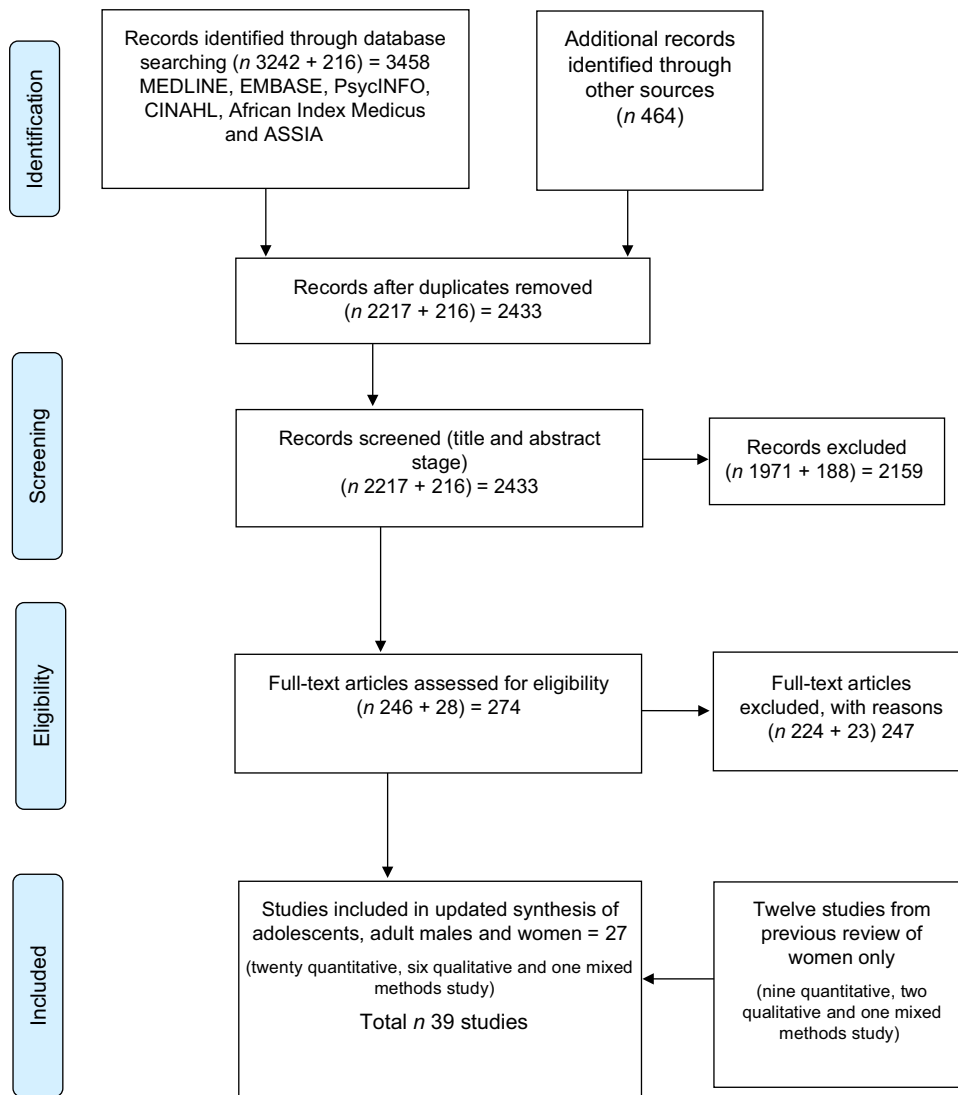 Identification
Records identified through database
searching (n 3242 + 216) = 3458
MEDLINE, EMBASE, PsycINFO,
CINAHL, African Index Medicus
and ASSIA
Additional records
identified through
other sources
(n 464)
Records after duplicates removed
(n 2217 + 216) = 2433
Screening
Records screened (title and abstract
stage)
(n 2217 + 216) = 2433
Records excluded
(n 1971 + 188) = 2159
Eligibility
Full-text articles assessed for eligibility
(n 246 + 28) = 274
Full-text articles
excluded, with reasons
(n 224 + 23) 247
Included
Studies included in updated synthesis of
adolescents, adult males and women = 27
(twenty quantitative, six qualitative and one mixed
methods study)
Total n 39 studies
Twelve studies from
previous review of
women only
(nine quantitative, two
qualitative and one mixed
methods study)